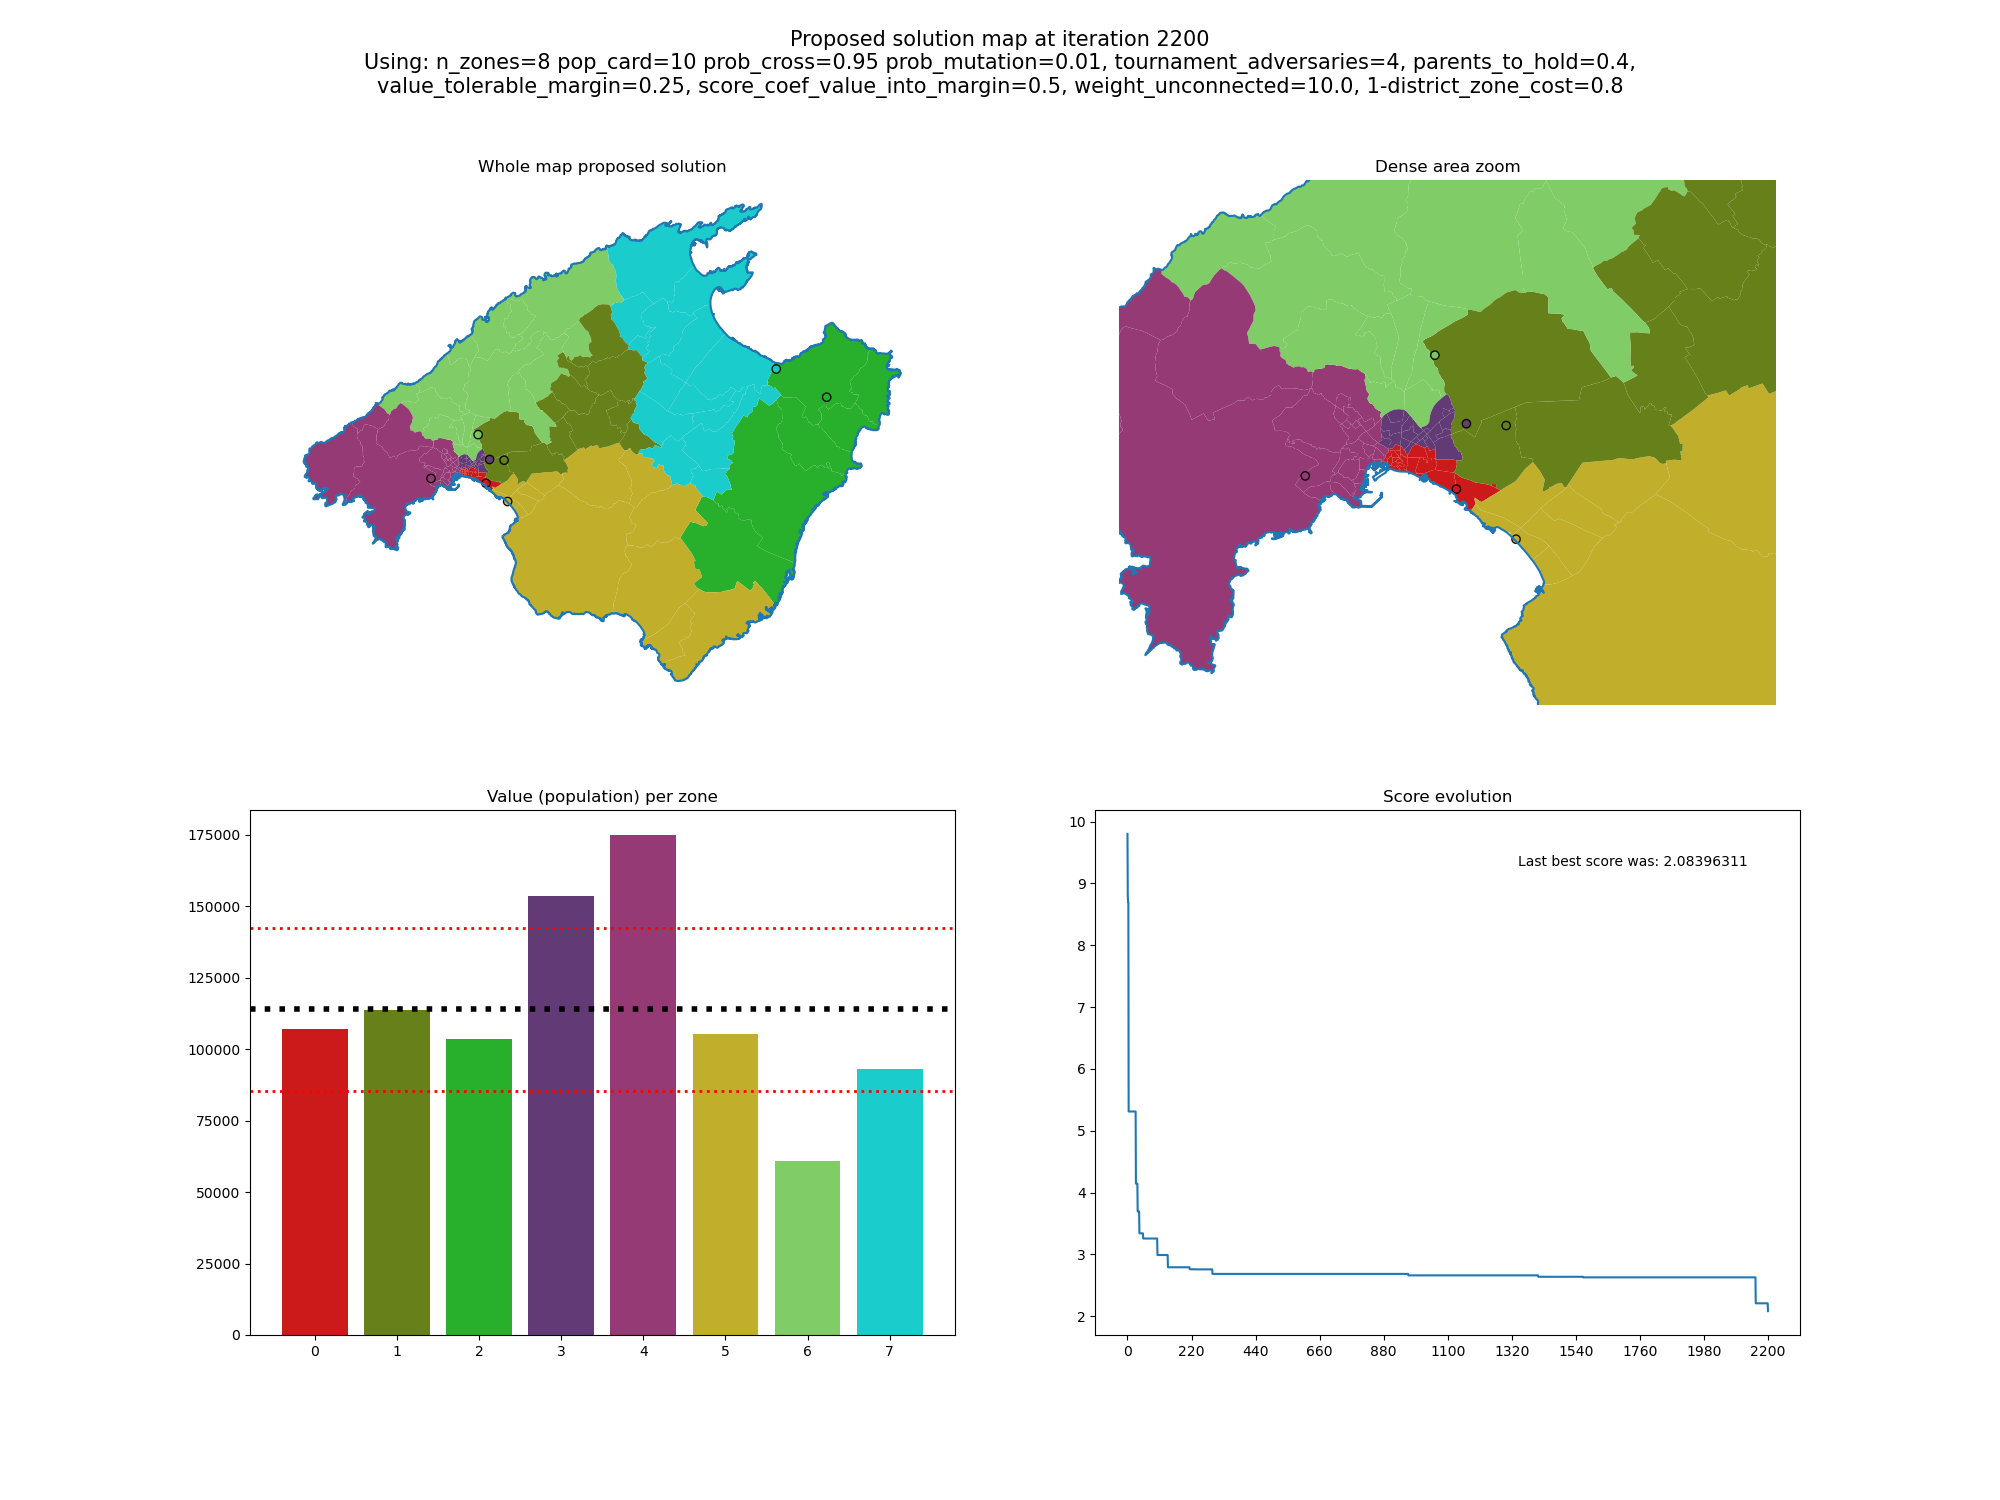 Proposed solution map at iteration 2200
Using: n_zones=8 pop_card=10 prob_cross=0.95 prob_mutation=0.01, tournament_adversaries=4, parents_to_hold=0.4,
value_tolerable_margin=0.25, score_coef_value_into_margin=0.5, weight_unconnected=10.0, 1-district_zone_cost=0.8
Whole map proposed solution
Dense area zoom
Value (population) per zone
175000
150000
125000
100000
75000
50000
25000
0
0 1 2 3 4 5 6 7
Score evolution
Last best score was: 2.08396311
10
9
8
7
6
5
4
3
2
0 220 440 660 880 1100 1320 1540 1760 1980 2200